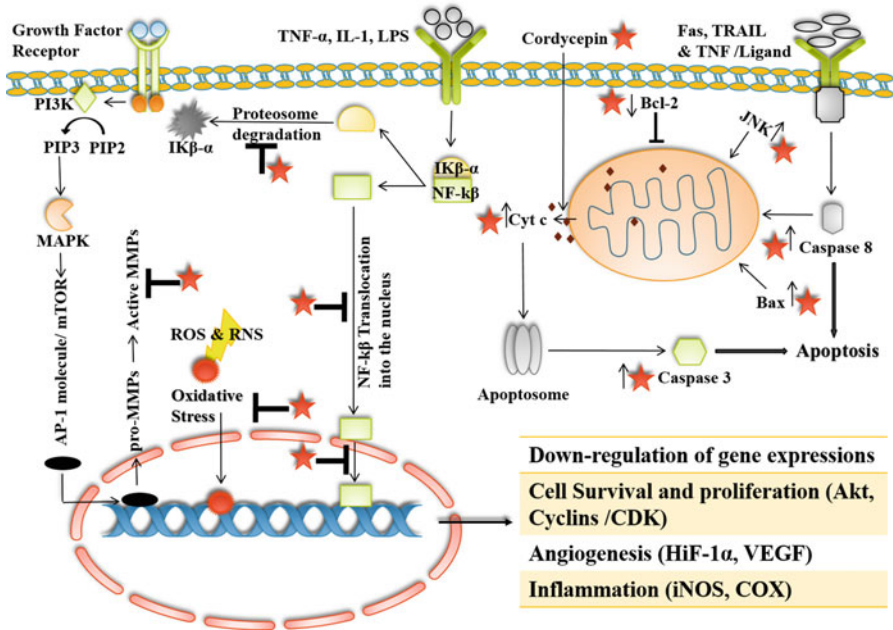 Growth Factor
Receptor
TNF-α, IL-1, LPS
Cordycepin
Fas, TRAIL
& TNF /Ligand
PI3K
PIP3
PIP2
MAPK
AP-1 molecule/ mTOR
pro-MMPs
Active MMPs
IKβ-α
Proteosome
degradation
IKβ-α
NF-kβ
NF-kβ Translocation
into the nucleus
ROS & RNS
Oxidative
Stress
Bcl-2
JNK
Cyt c
Caspase 8
Bax
Apoptosome
Caspase 3
Apoptosis
Down-regulation of gene expressions
Cell Survival and proliferation (Akt,
Cyclins /CDK)
Angiogenesis (HiF-1α, VEGF)
Inflammation (iNOS, COX)